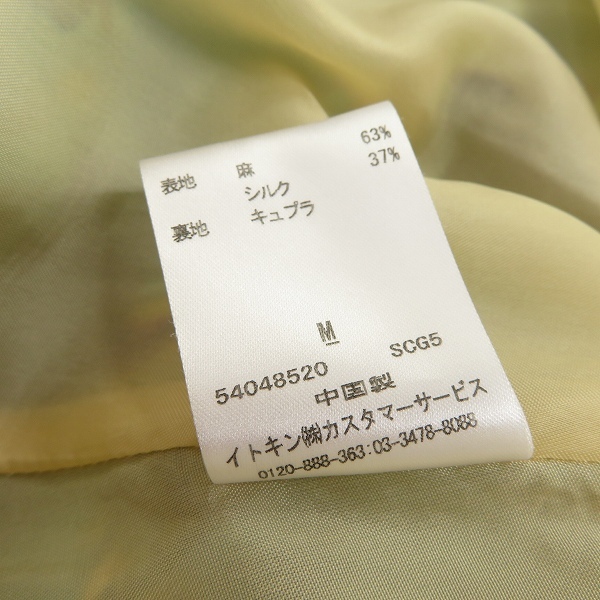 表地 麻 63%
シルク 37%
裏地 キュプラ
M
54048520 SCG5
中国製
イトキン㈱カスタマーサービス
0120-888-363:03-3478-8088